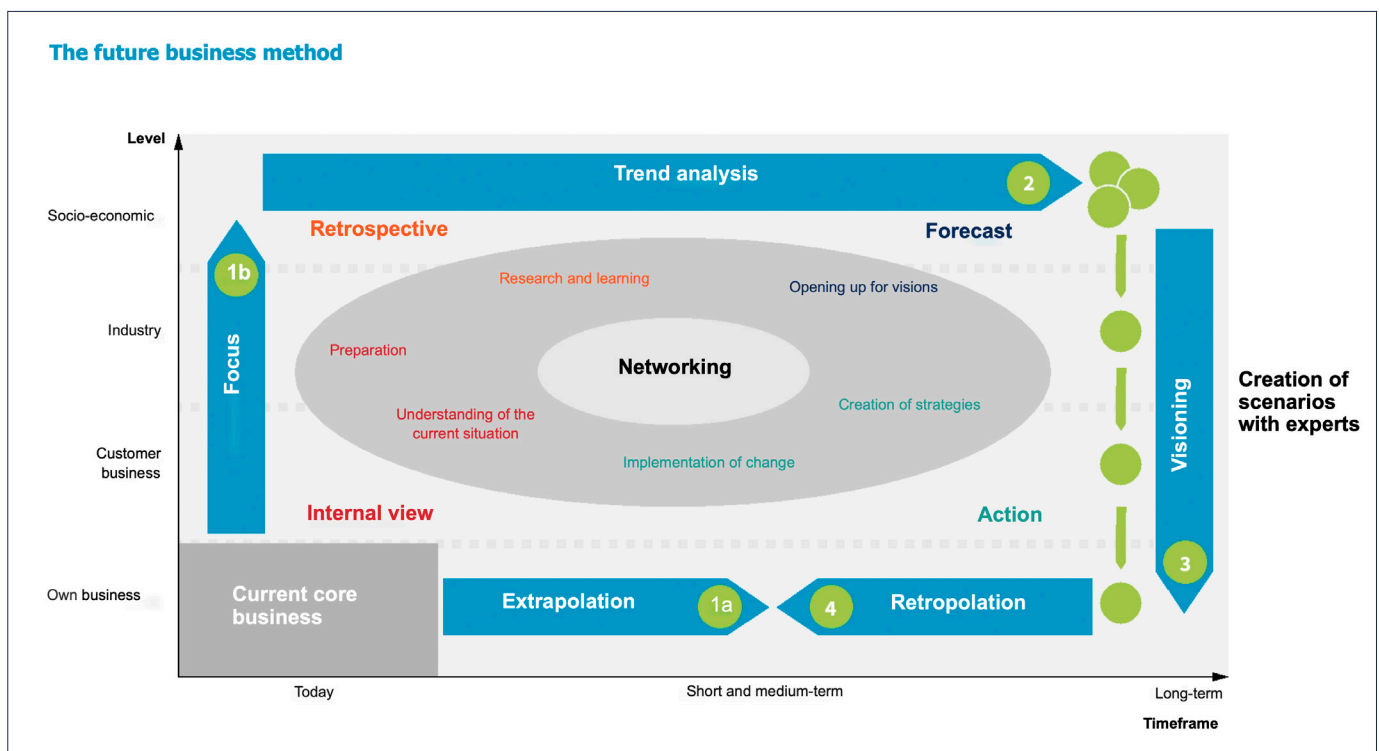 The future business method
Level
Trend analysis
2
Socio-economic
Retrospective
Forecast
1b
Research and learning
Opening up for visions
Industry
Preparation
Focus
Networking
Visioning
Creation of
scenarios
with experts
Understanding of the
current situation
Creation of strategies
Customer
business
Implementation of change
Internal view
Action
3
Own business
Current core
business
Extrapolation
1a
4
Retropolation
Today
Short and medium-term
Long-term
Timeframe